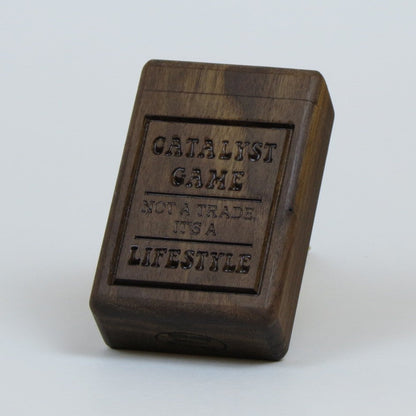 CATALYST
GAME
NOT A TRADE,
IT'S A
LIFESTYLE